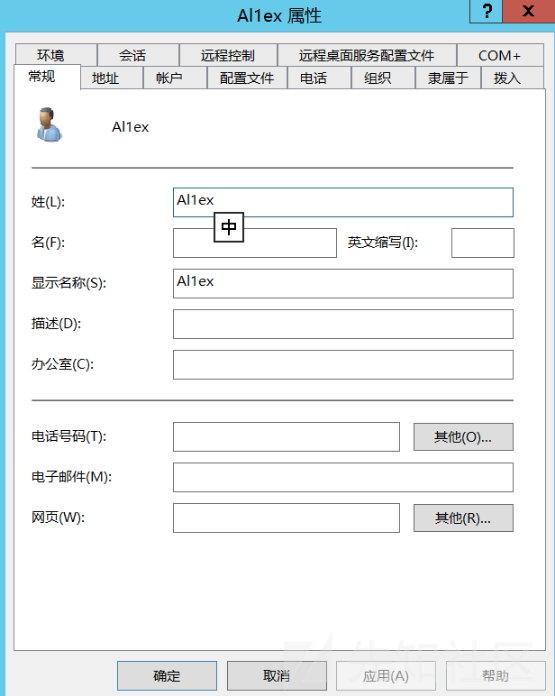 Al1ex 属性
? x
环境 会话 远程控制 远程桌面服务配置文件 COM+
常规 地址 帐户 配置文件 电话 组织 隶属于 拨入
Al1ex
姓(L): Al1ex
中
名(F): 英文缩写(I):
显示名称(S): Al1ex
描述(D):
办公室(C):
电话号码(T): 其他(O)...
电子邮件(M):
网页(W): 其他(R)...
先知社区
确定 取消 应用(A) 帮助